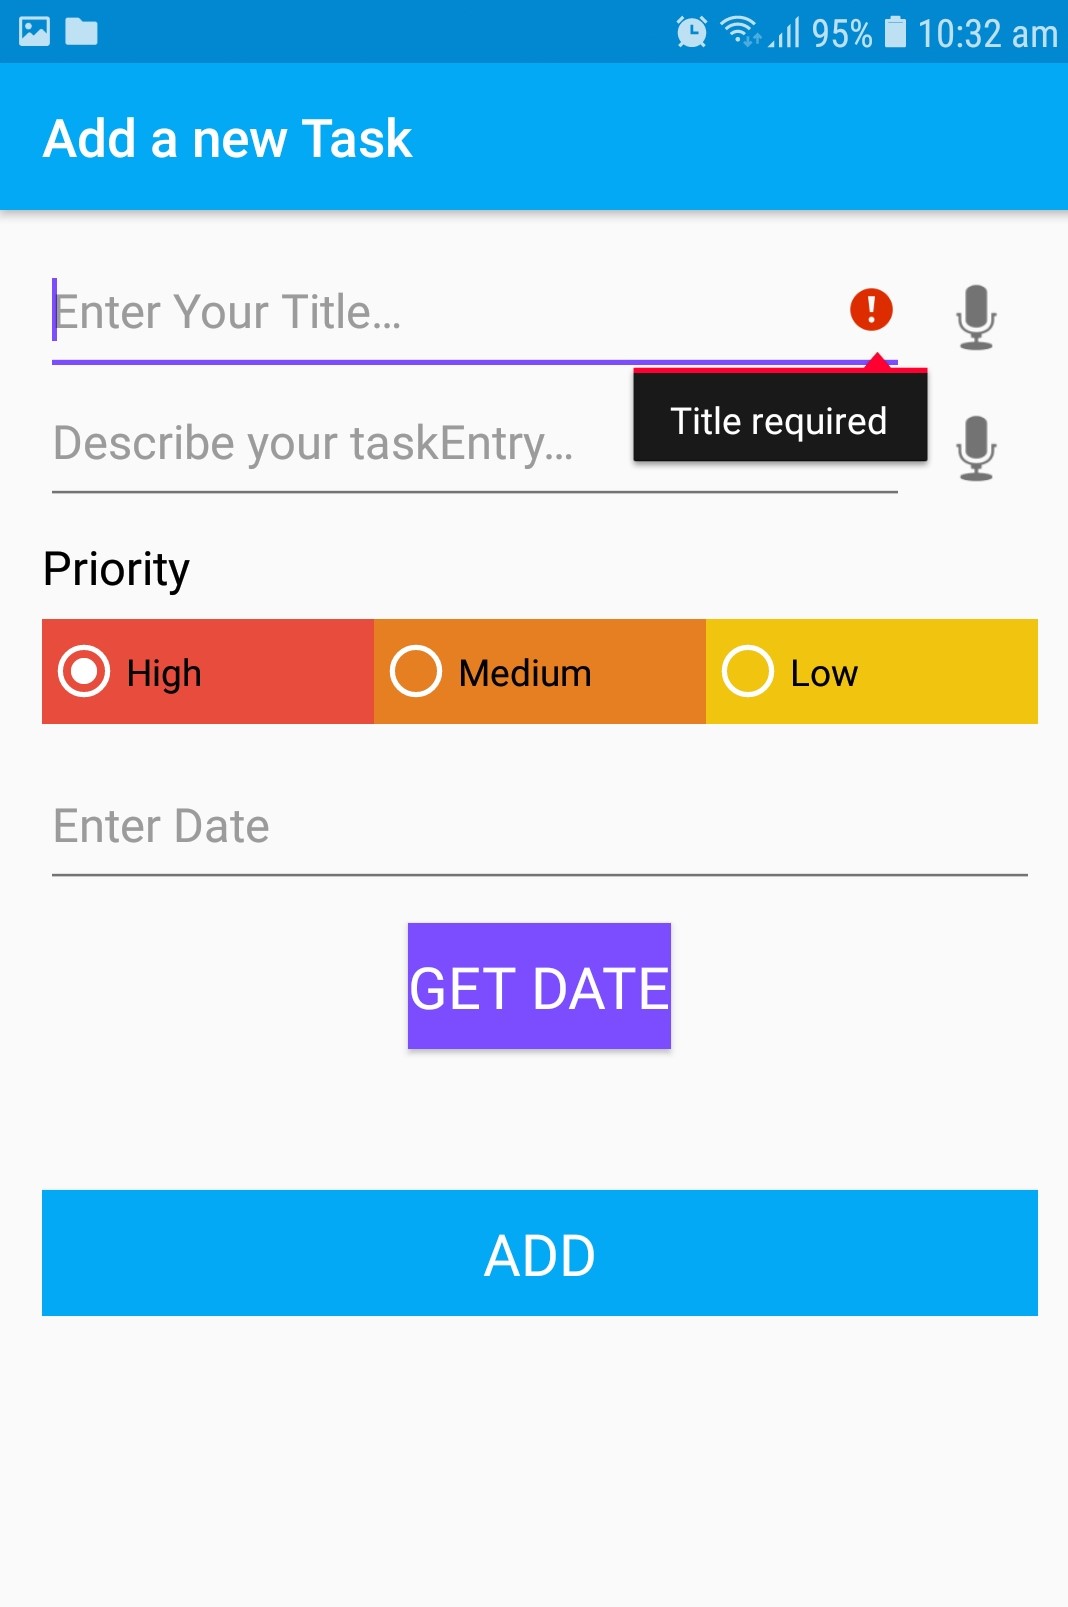 95% 10:32 am
Add a new Task
Enter Your Title...
Title required
Describe your taskEntry...
Priority
High Medium Low
Enter Date
GET DATE
ADD